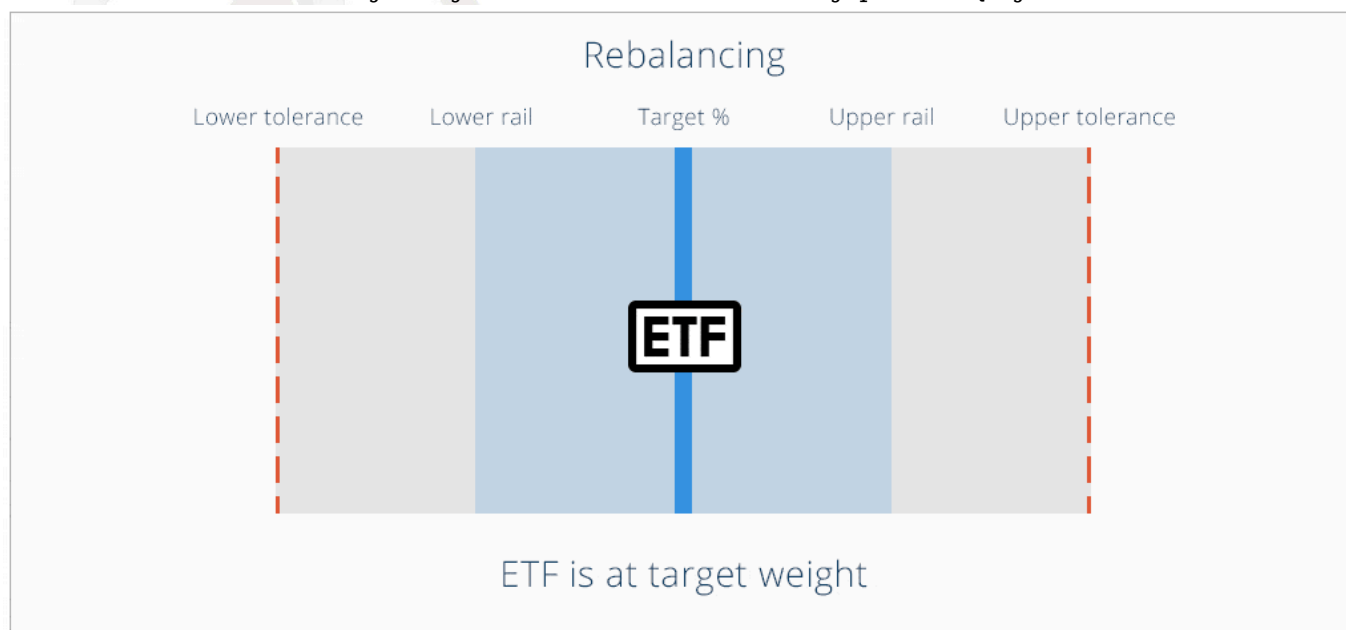 Rebalancing
Lower tolerance Lower rail Target % Upper rail Upper tolerance
ETF
ETF is at target weight